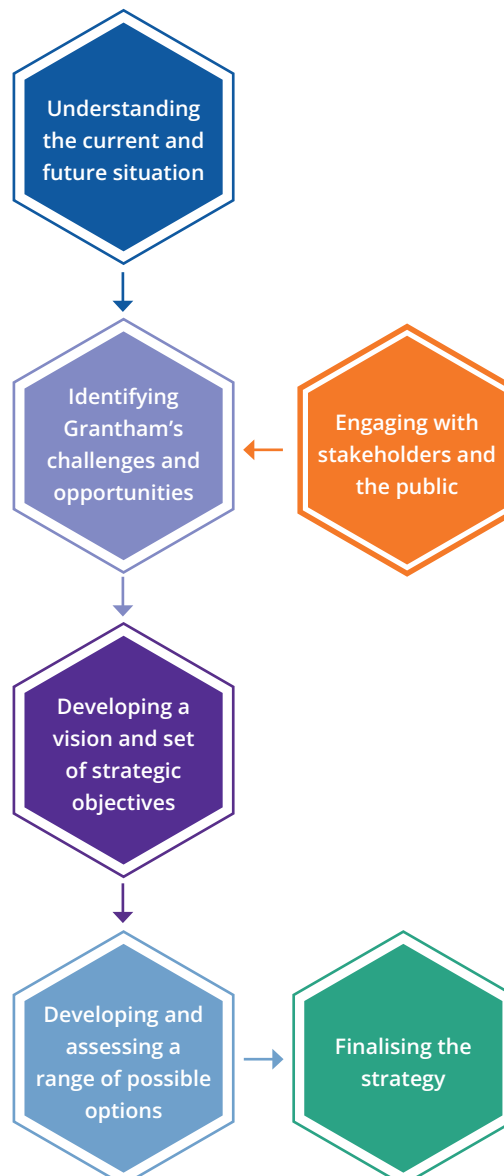 Understanding
the current and
future situation
Identifying
Grantham's
challenges and
opportunities
Engaging with
stakeholders and
the public
Developing a
vision and set
of strategic
objectives
Developing and
assessing a
range of possible
options
Finalising the
strategy